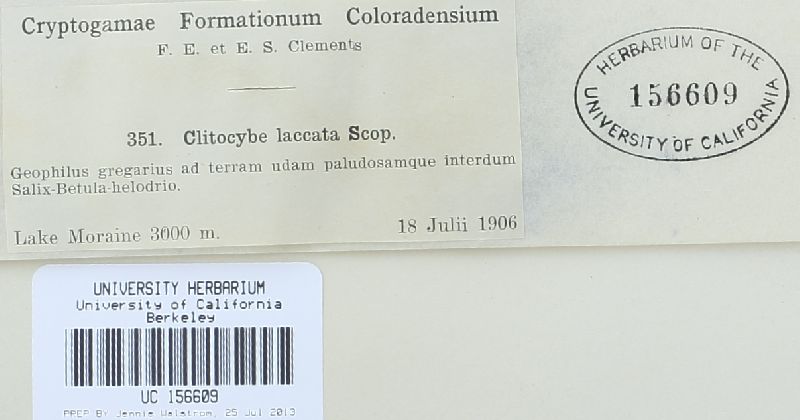 Cryptogamae Formationum Coloradensium
F. E. et E. S. Clements
351. Clitocybe laccata Scop.
Geophilus gregarius ad terram udam paludosamque interdum
Salix-Betula-helodrio.
Lake Moraine 3000 m. 18 Julii 1906
HERBARIUM OF THE
156609
UNIVERSITY OF CALIFORNIA
UNIVERSITY HERBARIUM
University of California
Berkeley
UC 156609
PREP BY Jennie Walstrom, 25 Jul 2013